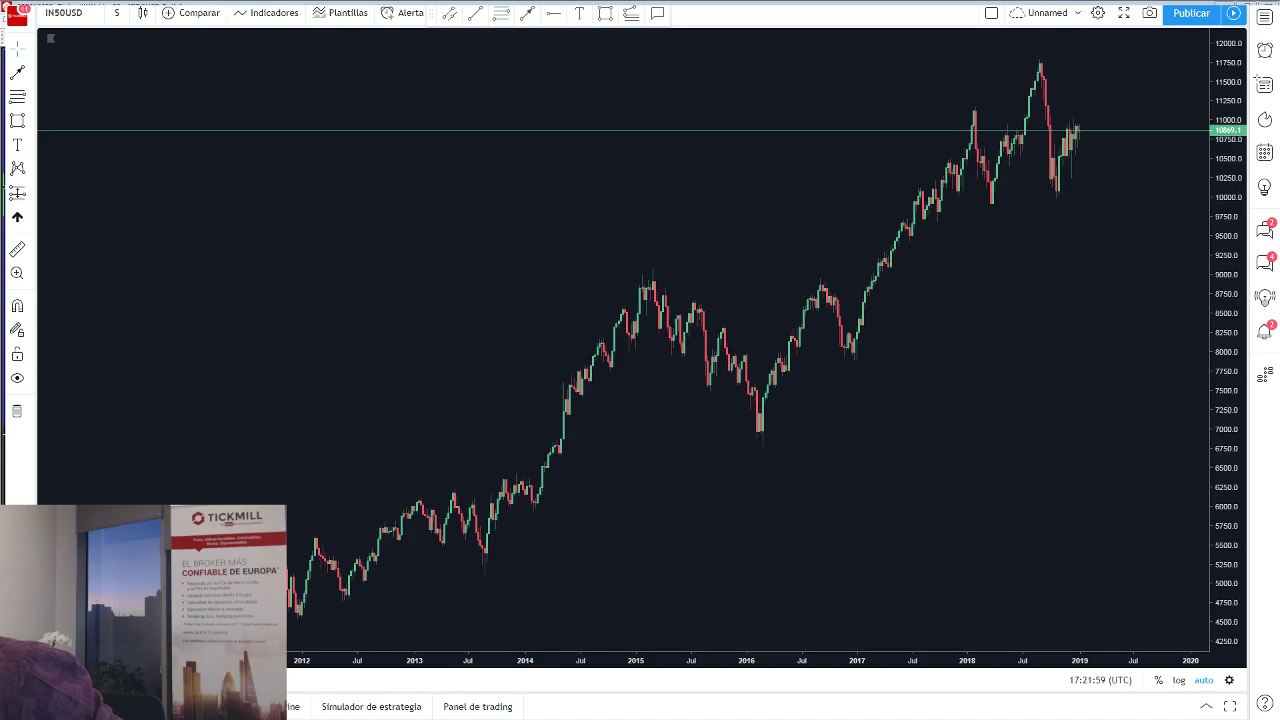 11
IN50USD
S
Comparar
Indicadores
Plantillas
Alerta
Unnamed
Publicar
12000.0
11750.0
11500.0
11250.0
11000.0
10869.1
10750.0
10500.0
10250.0
10000.0
9750.0
9500.0
9250.0
9000.0
8750.0
8500.0
8250.0
8000.0
7750.0
7500.0
7250.0
7000.0
6750.0
6500.0
6250.0
6000.0
5750.0
5500.0
5250.0
5000.0
4750.0
4500.0
4250.0
2
4
2
TICKMILL
EL BROKER MÁS
CONFIABLE DE EUROPA*
2012 Jul 2013 Jul 2014 Jul 2015 Jul 2016 Jul 2017 Jul 2018 Jul 2019 Jul 2020
17:21:59 (UTC) % log auto
ine Simulador de estrategia Panel de trading